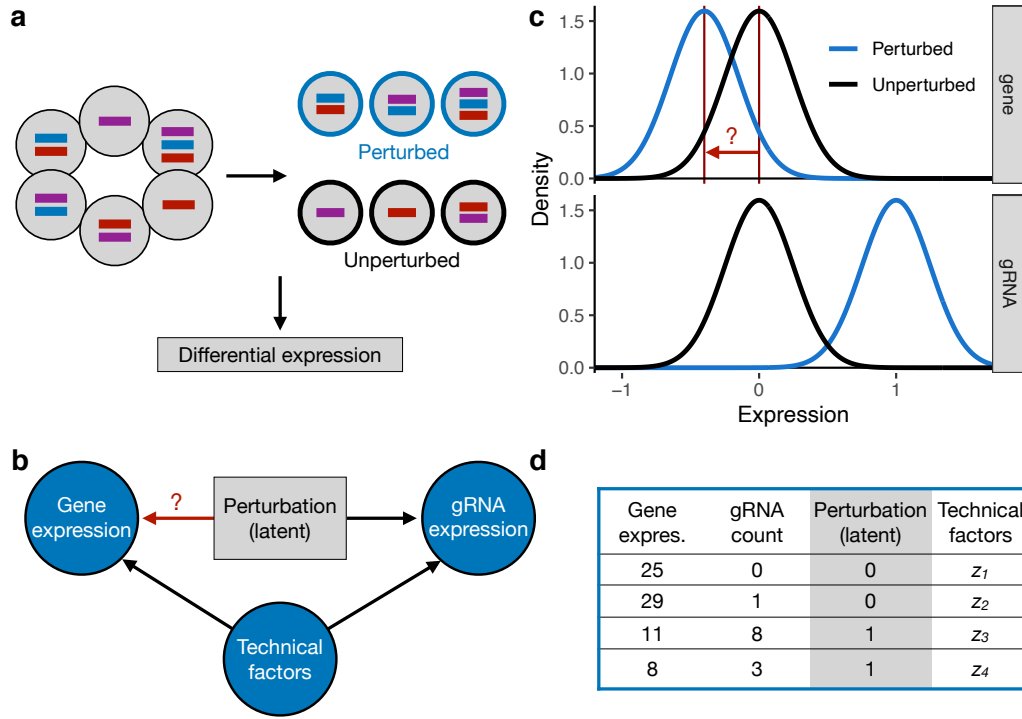 a
Perturbed
Unperturbed
Differential expression
b
Gene
expression
?
Perturbation
(latent)
gRNA
expression
Technical
factors
c
1.5
1.0
0.5
0.0
?
Perturbed
Unperturbed
gene
Density
1.5
1.0
0.5
0.0
gRNA
-1 0 1
Expression
d
Gene expres. gRNA count Perturbation (latent) Technical factors
25 0 0 z1
29 1 0 z2
11 8 1 z3
8 3 1 z4